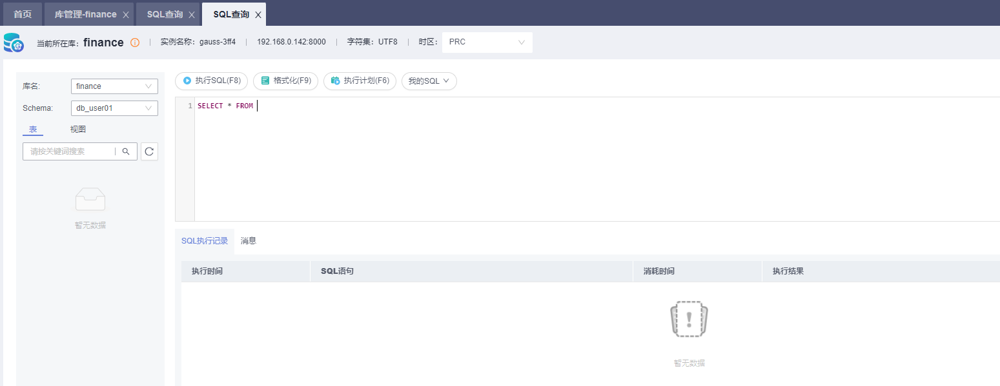 首页 库管理-finance SQL查询 SQL查询
当前所在库: finance 实例名称: gauss-3ff4 192.168.0.142:8000 字符集: UTF8 时区: PRC
库名: finance
Schema: db_user01
表 视图
请按关键词搜索
暂无数据
执行SQL(F8) 格式化(F9) 执行计划(F6) 我的SQL
1 SELECT * FROM
SQL执行记录 消息
执行时间 SQL语句 消耗时间 执行结果
暂无数据